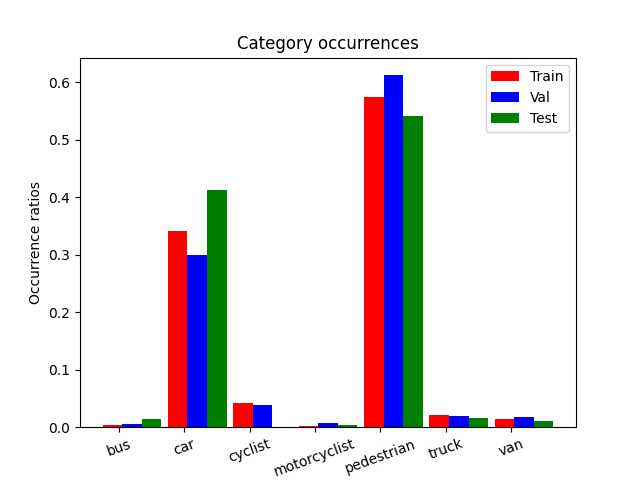 Category occurrences
Train
Val
Test
Occurrence ratios
0.6
0.5
0.4
0.3
0.2
0.1
0.0
bus
car
cyclist
motorcyclist
pedestrian
truck
van